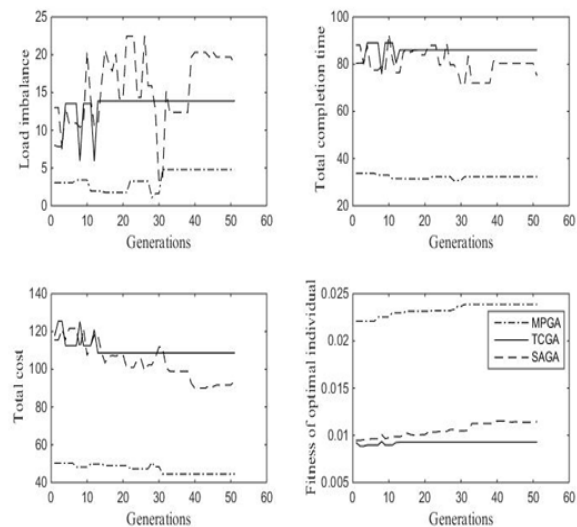 25
20
15
10
5
0
Load imbalance
0 10 20 30 40 50 60
Generations
100
80
60
40
20
Total completion time
0 10 20 30 40 50 60
Generations
140
120
100
80
60
40
Total cost
0 10 20 30 40 50 60
Generations
0.025
0.02
0.015
0.01
0.005
Fitness of optimal individual
MPGA
TCGA
SAGA
0 10 20 30 40 50 60
Generations